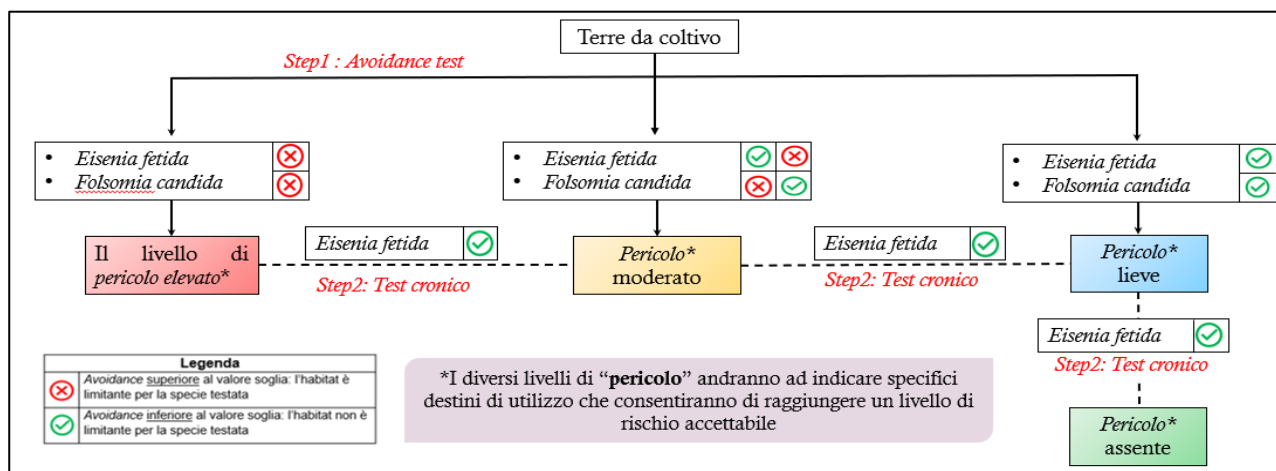 Terre da coltivo
Step1 : Avoidance test
• Eisenia fetida
• Folsomia candida
• Eisenia fetida
• Folsomia candida
• Eisenia fetida
• Folsomia candida
Il livello di
pericolo elevato*
Eisenia fetida
Step2: Test cronico
Pericolo*
moderato
Eisenia fetida
Step2: Test cronico
Pericolo*
lieve
Eisenia fetida
Step2: Test cronico
Pericolo*
assente
Legenda
Avoidance superiore al valore soglia: l'habitat è
limitante per la specie testata
Avoidance inferiore al valore soglia: l'habitat non è
limitante per la specie testata
*I diversi livelli di “pericolo” andranno ad indicare specifici
destini di utilizzo che consentiranno di raggiungere un livello di
rischio accettabile